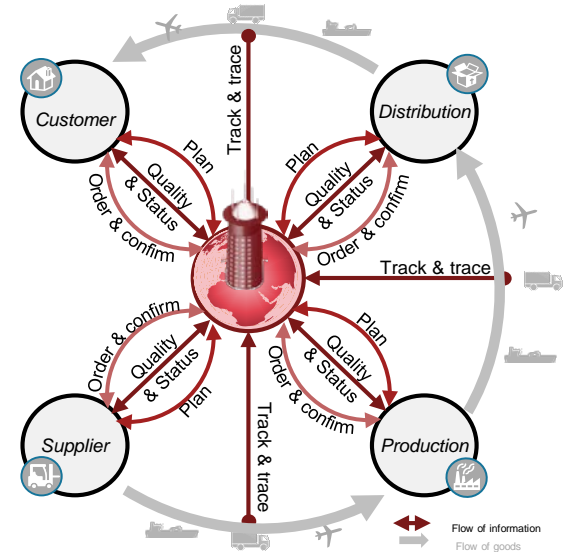 Track & trace
Customer
Distribution
Plan
Quality
& Status
Order & confirm
Plan
Quality
& Status
Order & confirm
Track & trace
Order & confirm
Quality
& Status
Plan
Plan
Quality
& Status
Order & confirm
Track & trace
Supplier
Production
Flow of information
Flow of goods